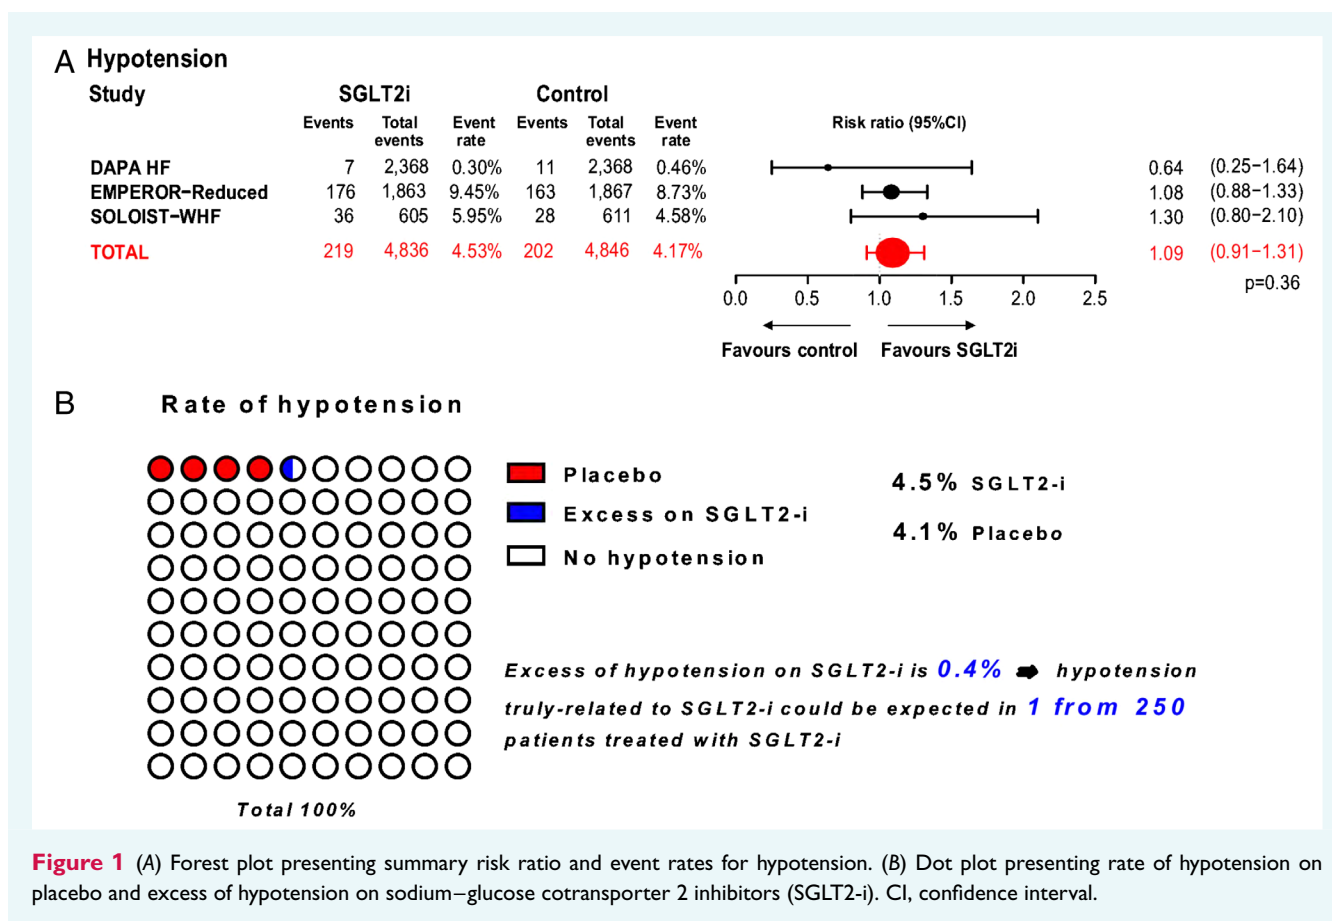 A Hypotension
Study SGLT2i Control
Events Total events Event rate Events Total events Event rate Risk ratio (95%CI)
DAPA HF 7 2,368 0.30% 11 2,368 0.46% 0.64 (0.25−1.64)
EMPEROR−Reduced 176 1,863 9.45% 163 1,867 8.73% 1.08 (0.88−1.33)
SOLOIST−WHF 36 605 5.95% 28 611 4.58% 1.30 (0.80−2.10)
TOTAL 219 4,836 4.53% 202 4,846 4.17% 1.09 (0.91−1.31)
p=0.36
0.0 0.5 1.0 1.5 2.0 2.5
Favours control Favours SGLT2i
B Rate of hypotension
Placebo
Excess on SGLT2-i
No hypotension
4.5% SGLT2-i
4.1% Placebo
Excess of hypotension on SGLT2-i is 0.4% ➡ hypotension
truly-related to SGLT2-i could be expected in 1 from 250
patients treated with SGLT2-i
Total 100%
Figure 1 (A) Forest plot presenting summary risk ratio and event rates for hypotension. (B) Dot plot presenting rate of hypotension on
placebo and excess of hypotension on sodium–glucose cotransporter 2 inhibitors (SGLT2-i). CI, confidence interval.